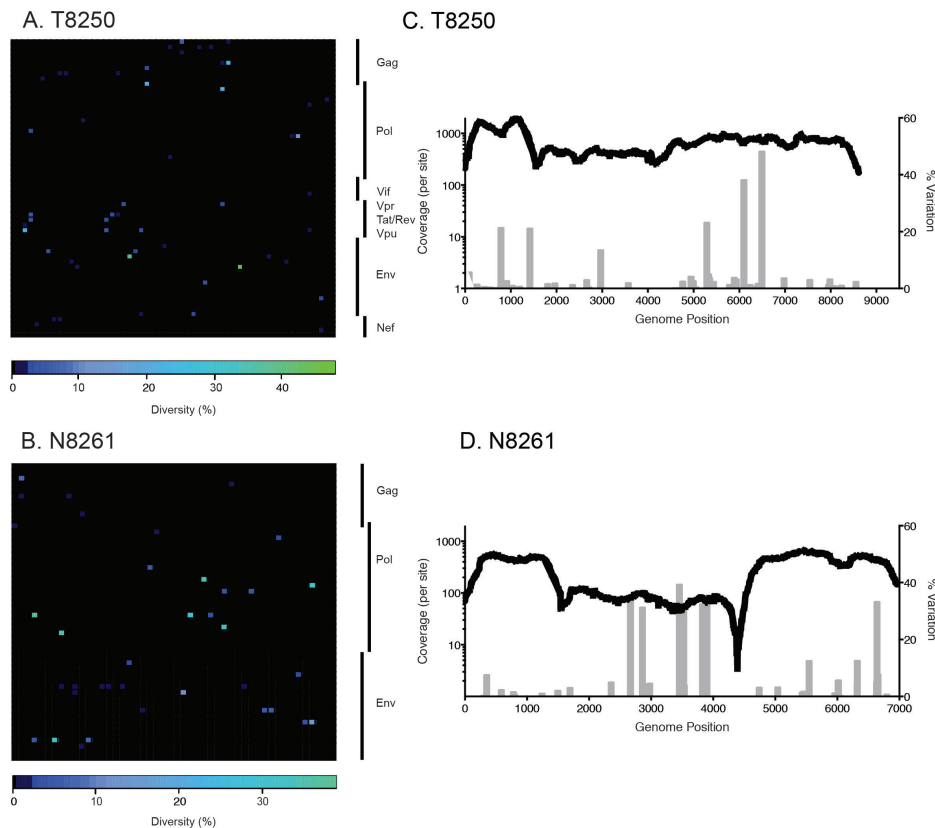 A. T8250
Gag
Pol
Vif
Vpr
Tat/Rev
Vpu
Env
Nef
0 10 20 30 40
Diversity (%)
C. T8250
1000
100
10
1
Coverage (per site)
60
40
20
0
% Variation
0 1000 2000 3000 4000 5000 6000 7000 8000 9000
Genome Position
B. N8261
Gag
Pol
Env
0 10 20 30
Diversity (%)
D. N8261
1000
100
10
Coverage (per site)
60
40
20
0
% Variation
0 1000 2000 3000 4000 5000 6000 7000
Genome Position